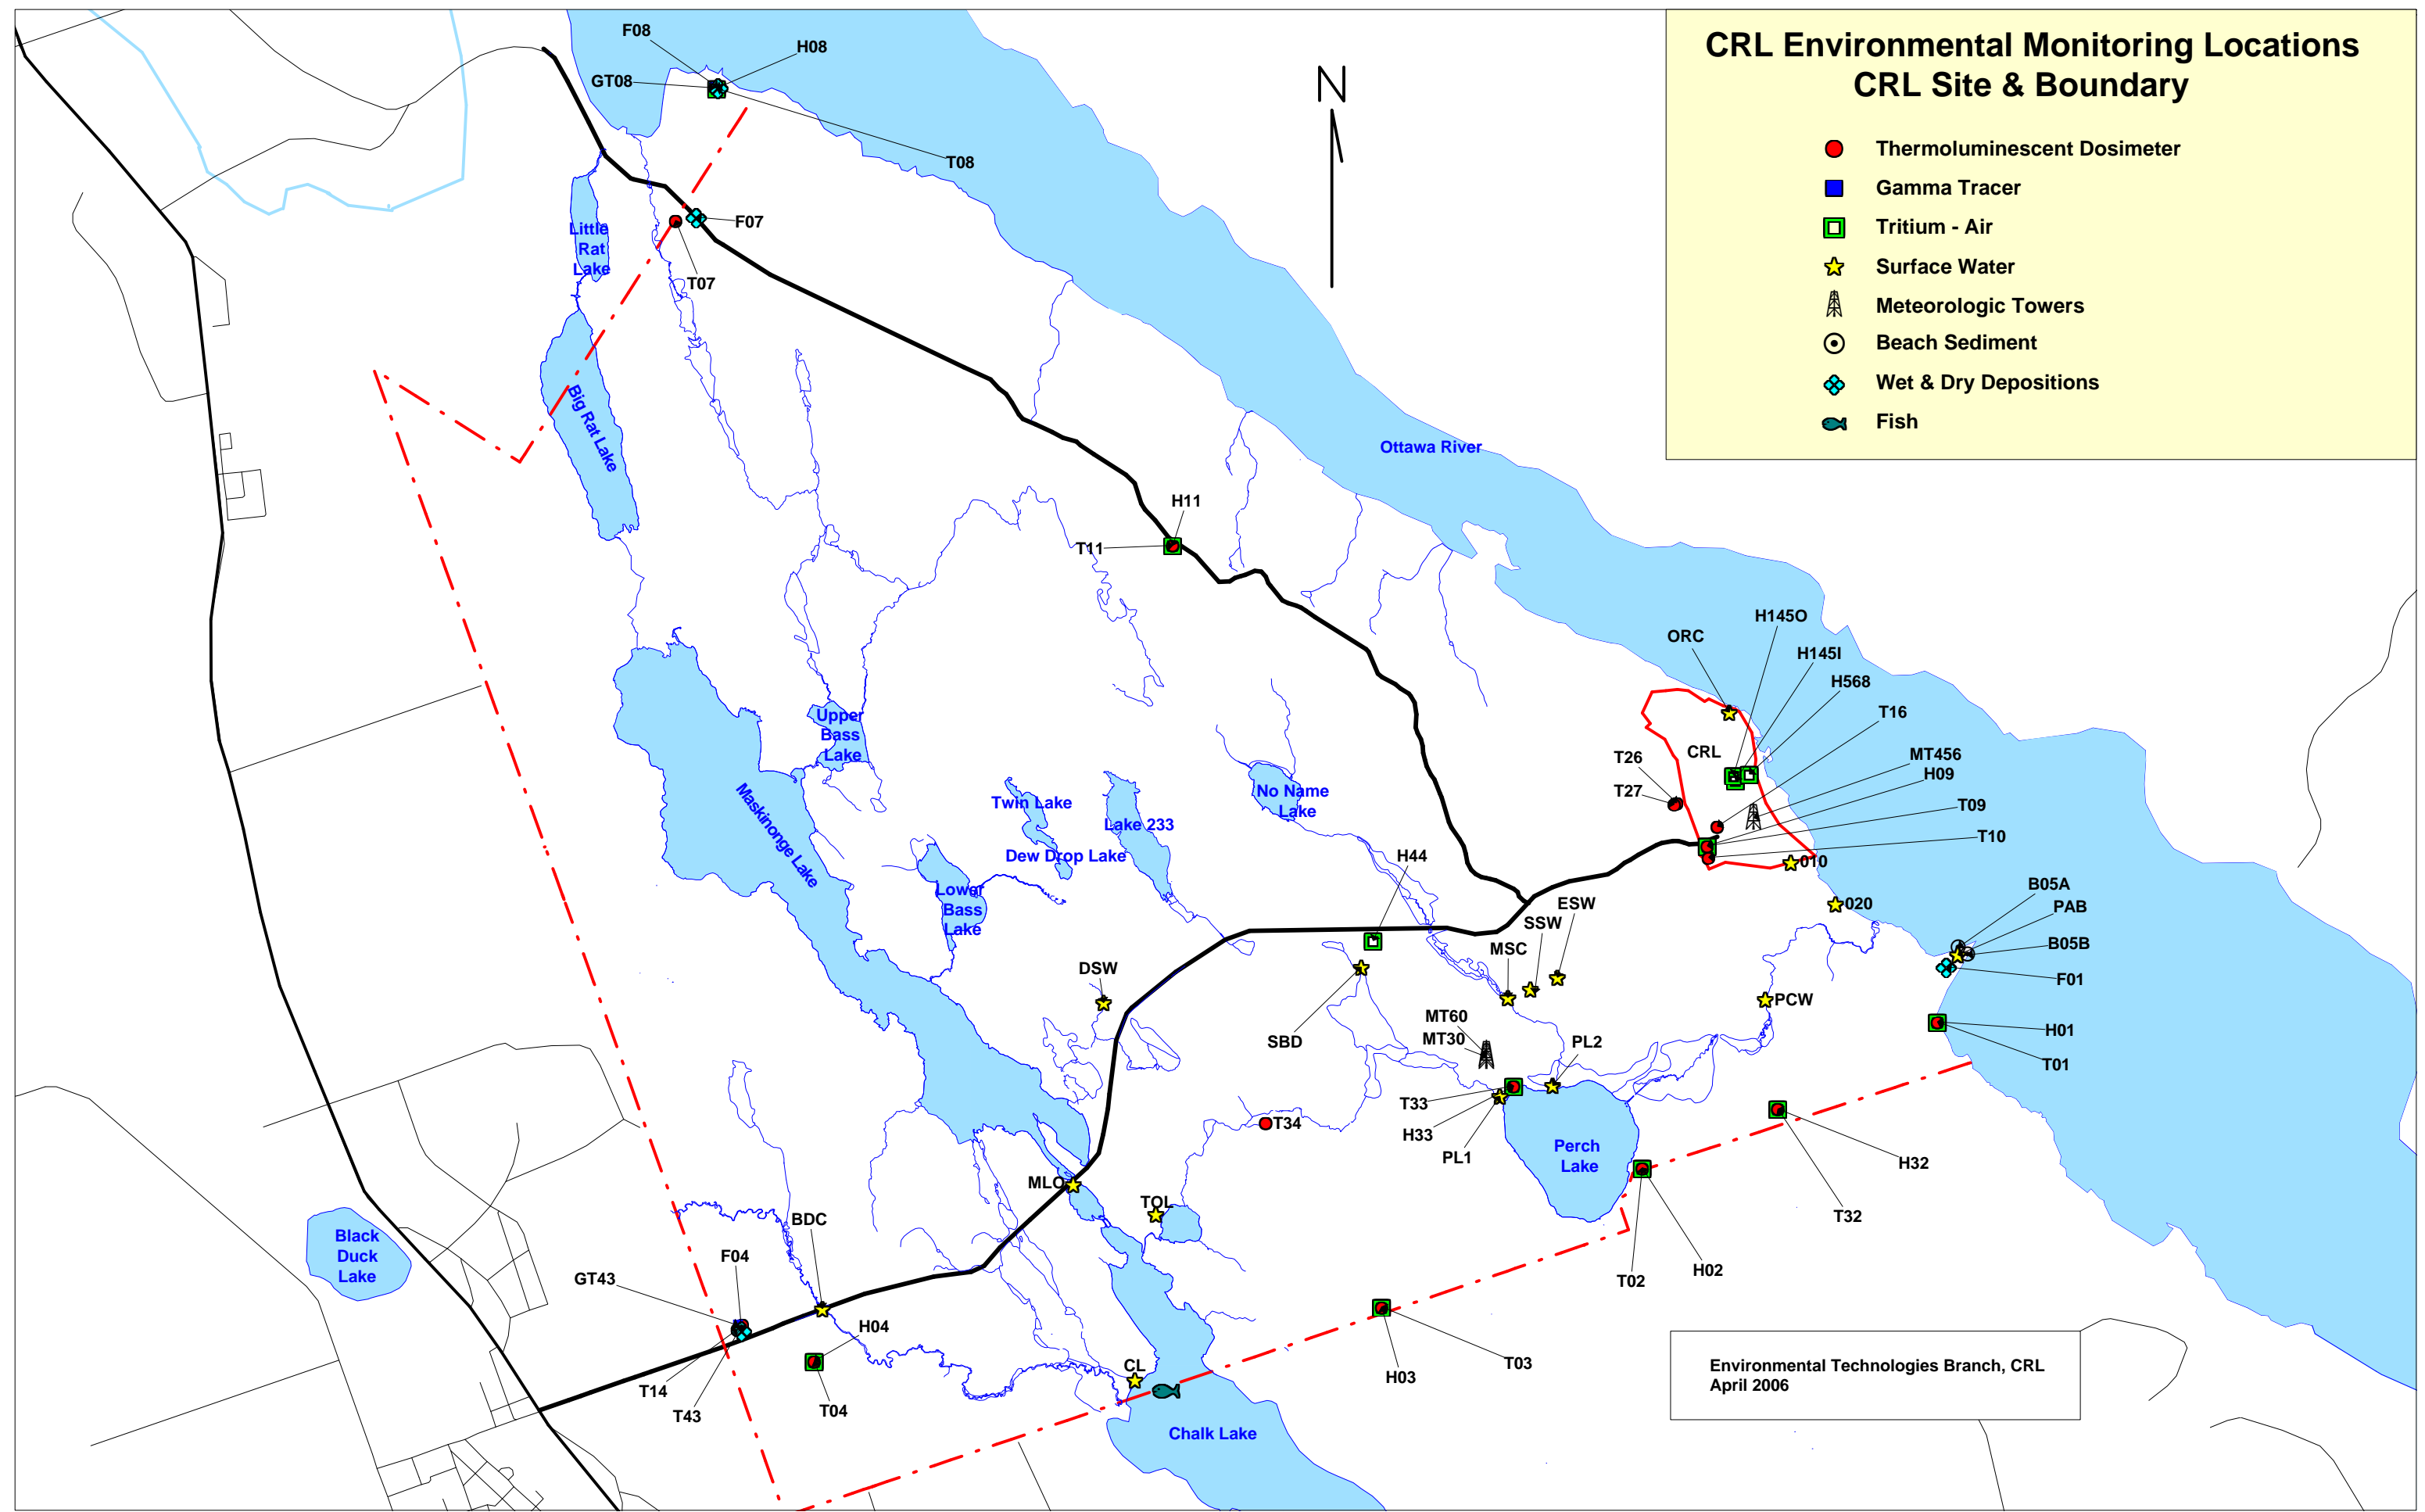 CRL Environmental Monitoring Locations
CRL Site & Boundary
Thermoluminescent Dosimeter
Gamma Tracer
Tritium - Air
Surface Water
Meteorologic Towers
Beach Sediment
Wet & Dry Depositions
Fish
N
F08
H08
GT08
T08
F07
T07
Little
Rat
Lake
Big Rat Lake
Ottawa River
H11
T11
H145O
ORC
H145I
H568
T16
CRL
MT456
H09
T26
T27
T09
T10
010
020
Upper
Bass
Lake
Maskinonge Lake
Twin Lake
Lake 233
Dew Drop Lake
No Name
Lake
Lower
Bass
Lake
H44
ESW
SSW
MSC
DSW
SBD
B05A
PAB
B05B
F01
PCW
H01
T01
MT60
MT30
PL2
T33
H33
PL1
T34
Perch
Lake
H32
T32
MLO
TOL
H02
T02
BDC
F04
GT43
H04
T14
T43
T04
CL
H03
T03
Black
Duck
Lake
Chalk Lake
Environmental Technologies Branch, CRL
April 2006